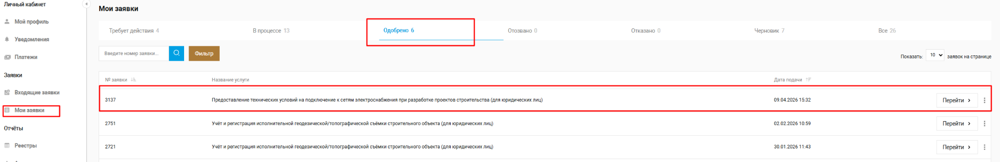 Личный кабинет
Мой профиль
Уведомления
Платежи
Заявки
Входящие заявки
Мои заявки
Отчёты
Реестры
Мои заявки
Требует действия 4
В процессе 13
Одобрено 6
Отозвано 0
Отказано 0
Черновик 7
Все 26
Введите номер заявки...
Фильтр
Показать: 10 заявок на странице
№ заявки Название услуги Дата подачи
3137 Предоставление технических условий на подключение к сетям электроснабжения при разработке проектов строительства (для юридических лиц) 09.04.2026 15:32 Перейти
2751 Учёт и регистрация исполнительной геодезической/топографической съёмки строительного объекта (для юридических лиц) 02.02.2026 10:59 Перейти
2721 Учёт и регистрация исполнительной геодезической/топографической съёмки строительного объекта (для юридических лиц) 30.01.2026 11:43 Перейти